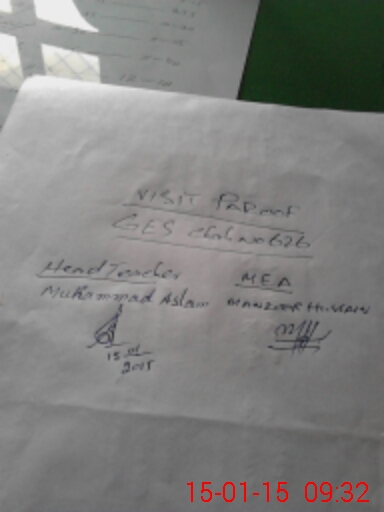 VISIT PAROOF
GES Chak no 626
Head Teacher
Muhammad Aslam
15 01
2015
MEA
MANZOOR HUSSAIN
15-01-15 09:32